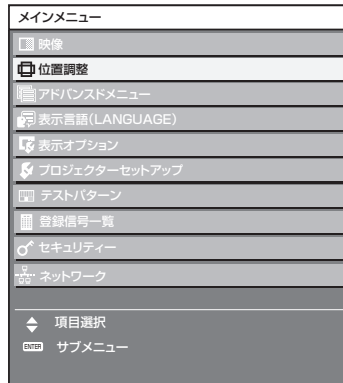 メインメニュー
映像
位置調整
アドバンスドメニュー
表示言語(LANGUAGE)
表示オプション
プロジェクターセットアップ
テストパターン
登録信号一覧
セキュリティー
ネットワーク
項目選択
ENTER サブメニュー